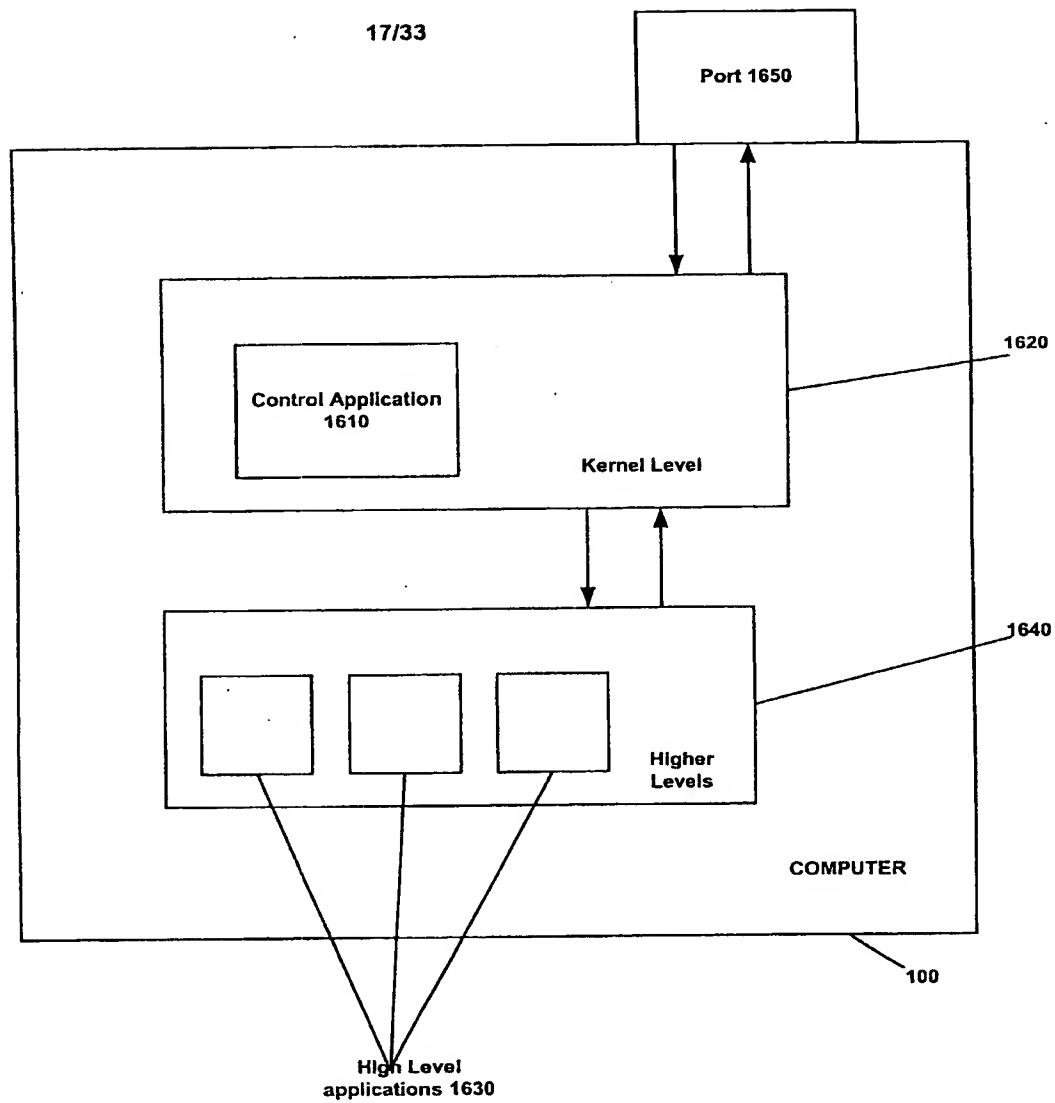 17/33
Port 1650
1620
Control Application
1610
Kernel Level
1640
Higher
Levels
COMPUTER
100
High Level
applications 1630